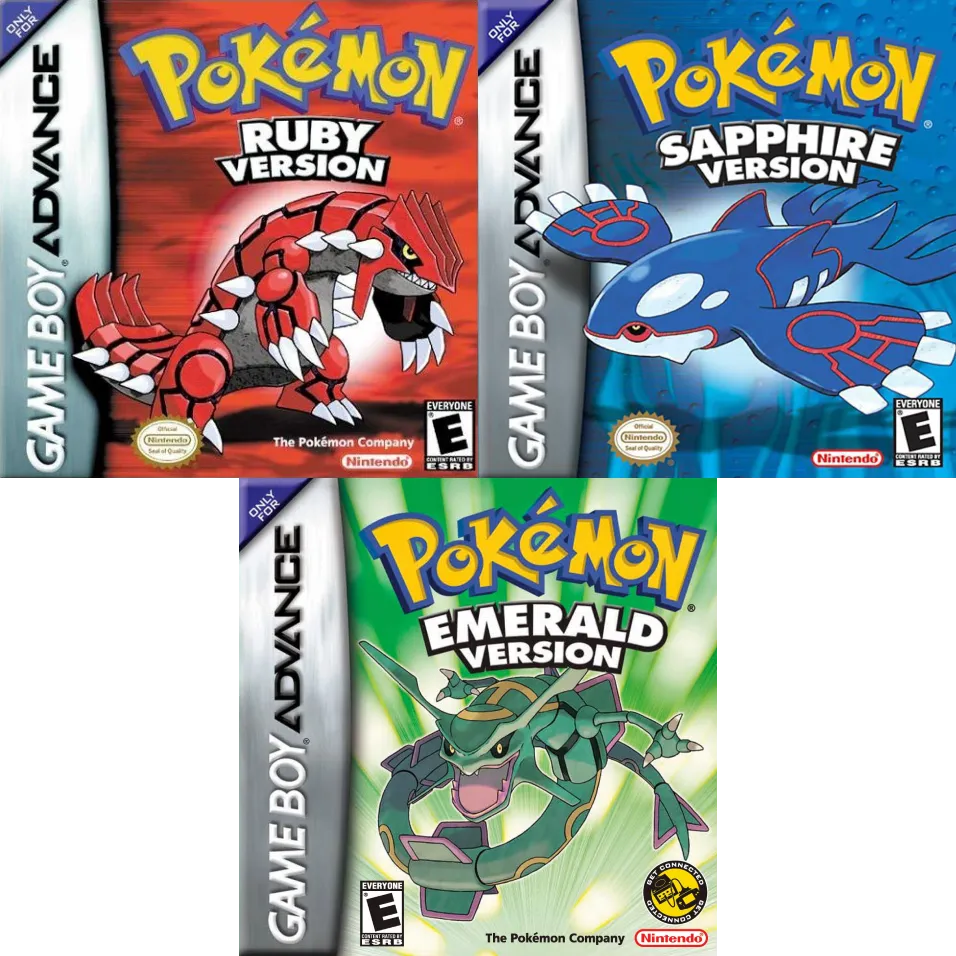 ONLY
FOR
GAME BOY ADVANCE
POKéMON®
RUBY
VERSION
Official
Nintendo
Seal of Quality
The Pokémon Company
Nintendo®
EVERYONE
E
CONTENT RATED BY
ESRB
ONLY
FOR
GAME BOY ADVANCE
POKéMON®
SAPPHIRE
VERSION
Official
Nintendo
Seal of Quality
Nintendo®
EVERYONE
E
CONTENT RATED BY
ESRB
ONLY
FOR
GAME BOY® ADVANCE
POKéMON®
EMERALD
VERSION
EVERYONE
E
CONTENT RATED BY
ESRB
GET CONNECTED
GET CONNECTED
The Pokémon Company
Nintendo®